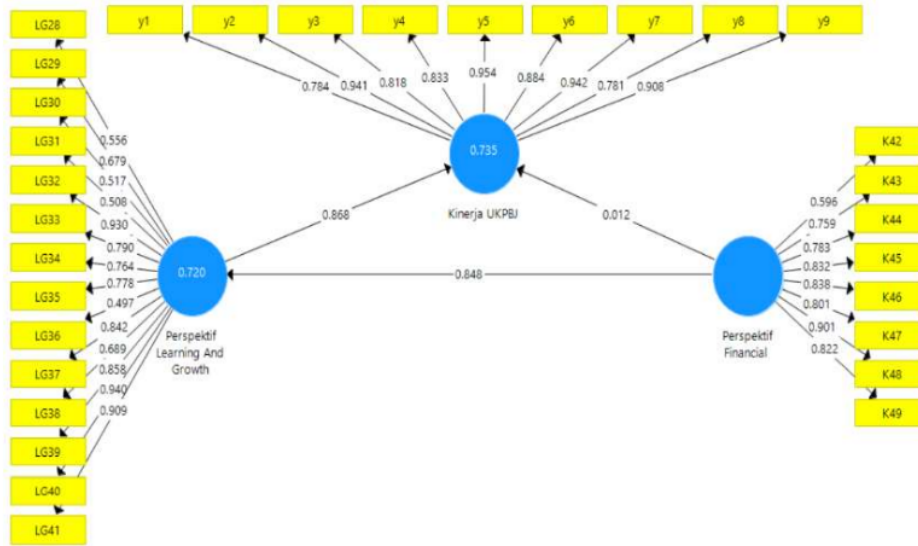 LG28
LG29
LG30
LG31
LG32
LG33
LG34
LG35
LG36
LG37
LG38
LG39
LG40
LG41
y1
y2
y3
y4
y5
y6
y7
y8
y9
0.784
0.941
0.818
0.833
0.954
0.884
0.942
0.781
0.908
0.735
Kinerja UKPBJ
0.556
0.679
0.517
0.508
0.930
0.790
0.764
0.778
0.497
0.842
0.689
0.858
0.940
0.909
0.720
Perspektif
Learning And
Growth
0.868
0.012
0.848
Perspektif
Financial
0.596
0.759
0.783
0.832
0.838
0.801
0.901
0.822
K42
K43
K44
K45
K46
K47
K48
K49